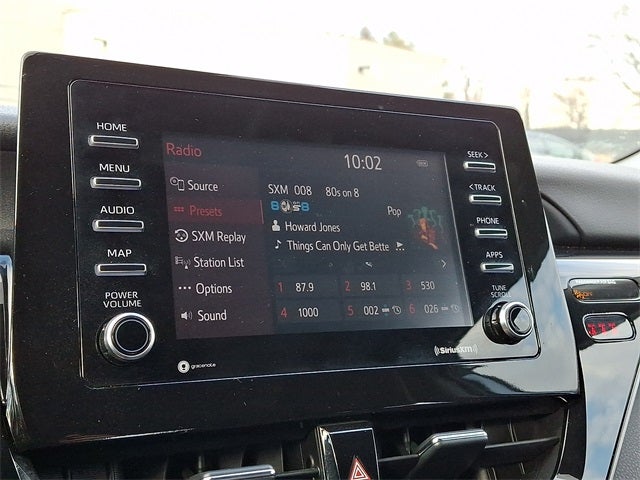 HOME
MENU
AUDIO
MAP
POWER
VOLUME
Radio
10:02
Source
Presets
SXM Replay
Station List
Options
Sound
SXM 008 80s on 8
8 8
Pop
Howard Jones
Things Can Only Get Bette
1 87.9
2 98.1
3 530
4 1000
5 002
6 026
SEEK >
< TRACK
PHONE
APPS
TUNE
SCROLL
gracenote
SiriusXM